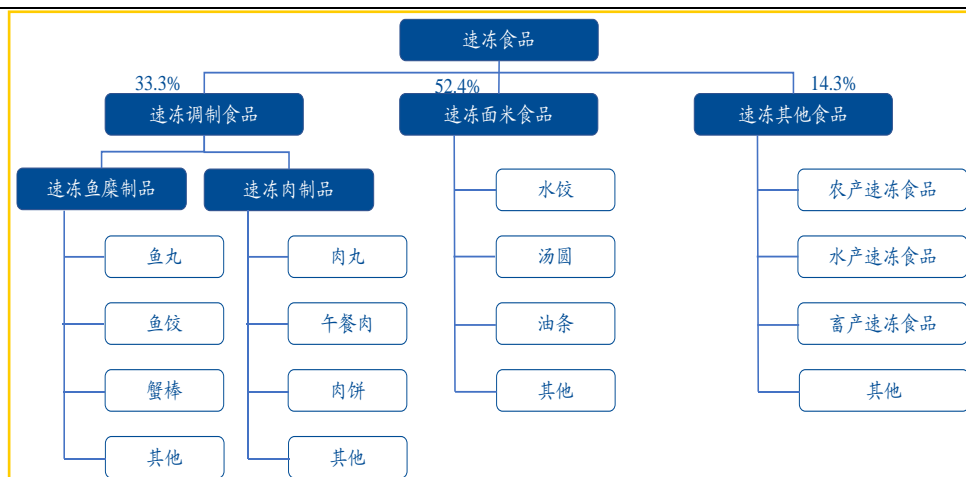 速冻食品
33.3%
52.4%
14.3%
速冻调制食品
速冻面米食品
速冻其他食品
速冻鱼糜制品
速冻肉制品
水饺
农产速冻食品
鱼丸
肉丸
汤圆
水产速冻食品
鱼饺
午餐肉
油条
畜产速冻食品
蟹棒
肉饼
其他
其他
其他
其他